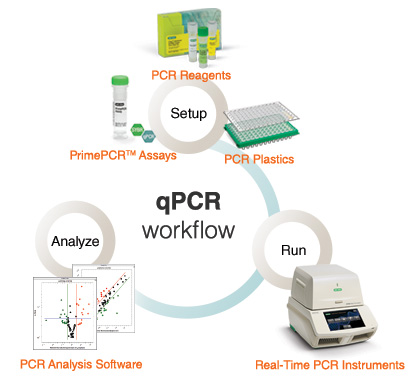 PCR Reagents
Setup
PrimePCR™ Assays
PCR Plastics
qPCR
workflow
Analyze
Run
PCR Analysis Software
Real-Time PCR Instruments